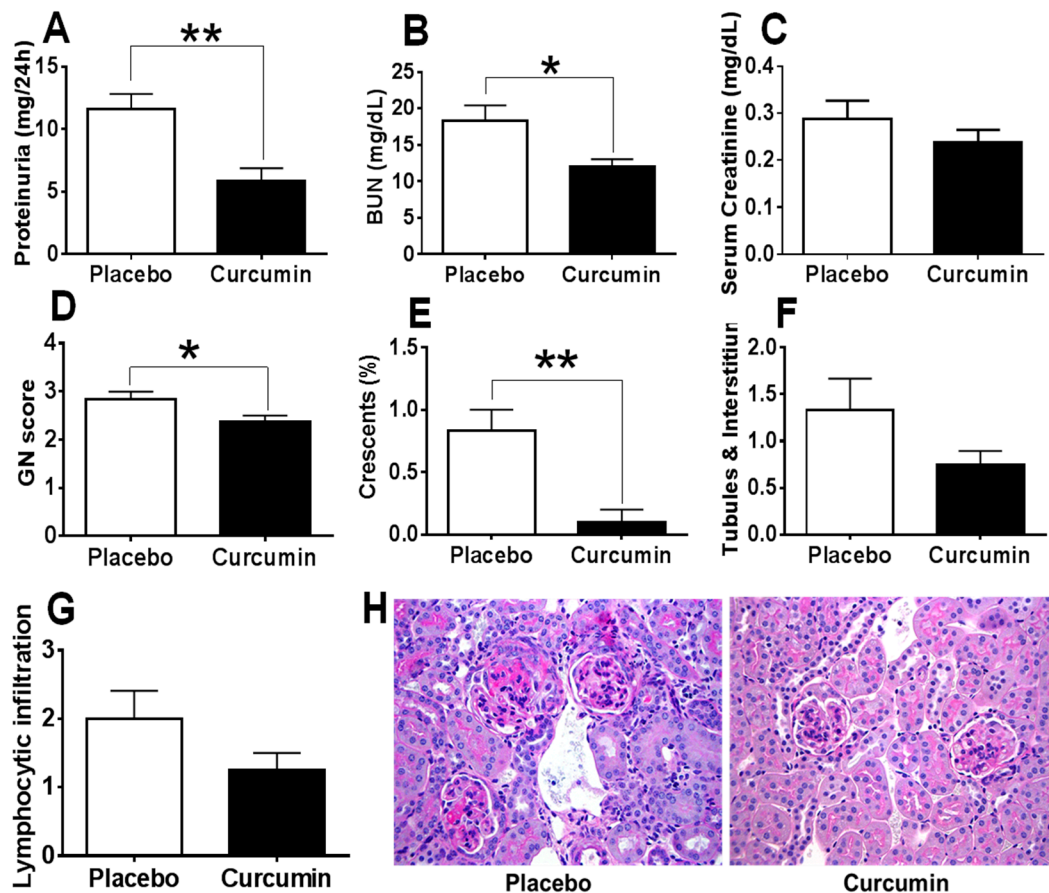 A
Proteinuria (mg/24h)
15
10
5
0
**
Placebo Curcumin
B
BUN (mg/dL)
25
20
15
10
5
0
*
Placebo Curcumin
C
Serum Creatinine (mg/dL)
0.4
0.3
0.2
0.1
0.0
Placebo Curcumin
D
GN score
4
3
2
1
0
*
Placebo Curcumin
E
Crescents (%)
1.5
1.0
0.5
0.0
**
Placebo Curcumin
F
Tubules & Interstitiun
2.0
1.5
1.0
0.5
0.0
Placebo Curcumin
G
Lymphocytic infiltration
3
2
1
0
Placebo Curcumin
H
Placebo Curcumin